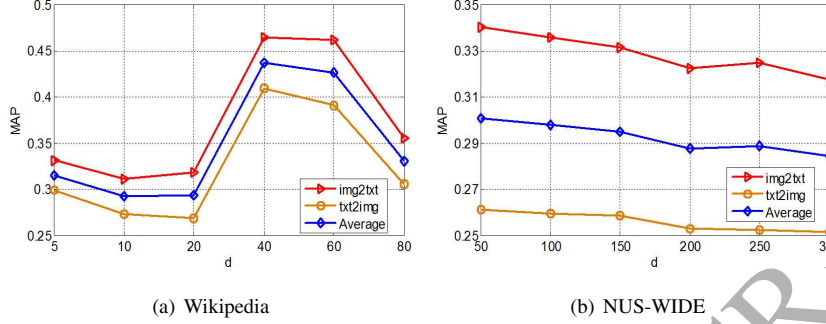 0.5
0.45
0.4
0.35
0.3
0.25
MAP
5 10 20 40 60 80
d
img2txt
txt2img
Average
(a) Wikipedia
0.35
0.33
0.31
0.29
0.27
0.25
MAP
50 100 150 200 250
d
img2txt
txt2img
Average
(b) NUS-WIDE